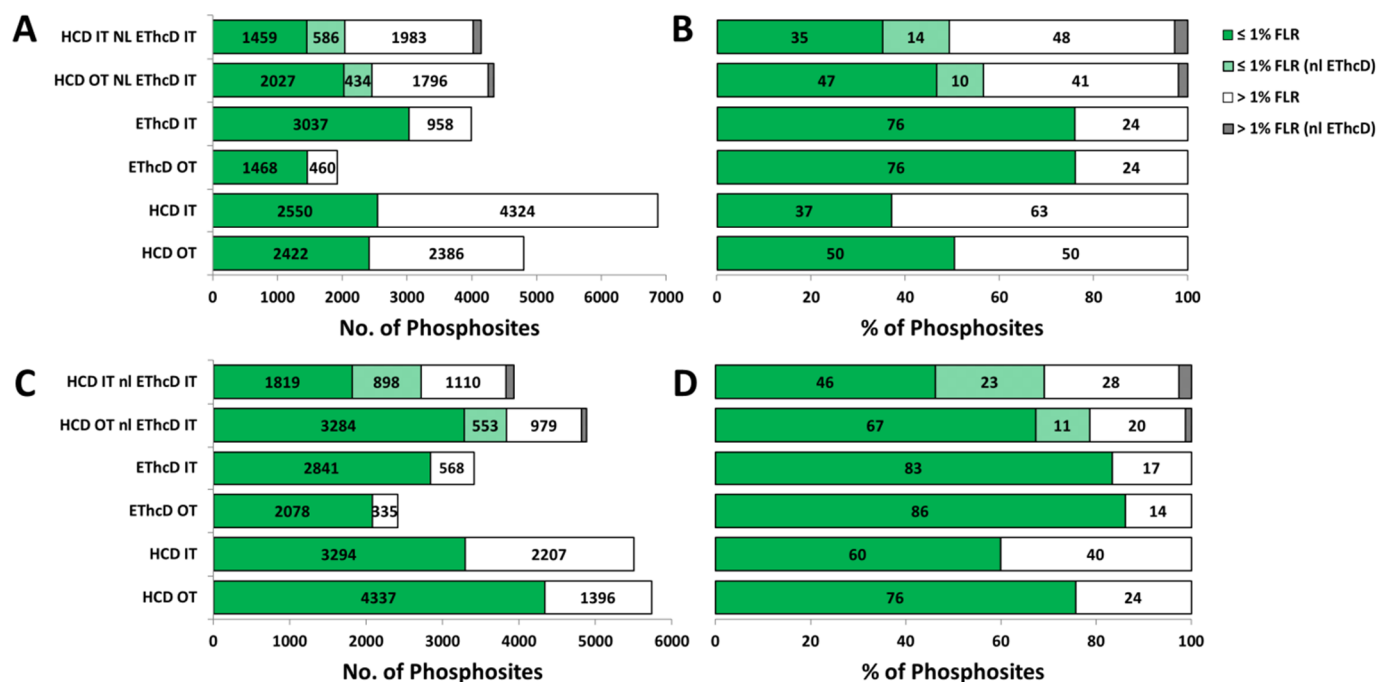 A
HCD IT NL EThcD IT 1459 586 1983
HCD OT NL EThcD IT 2027 434 1796
EThcD IT 3037 958
EThcD OT 1468 460
HCD IT 2550 4324
HCD OT 2422 2386
0 1000 2000 3000 4000 5000 6000 7000
No. of Phosphosites
B
35 14 48
47 10 41
76 24
76 24
37 63
50 50
0 20 40 60 80 100
% of Phosphosites
≤ 1% FLR
≤ 1% FLR (nl EThcD)
> 1% FLR
> 1% FLR (nl EThcD)
C
HCD IT nl EThcD IT 1819 898 1110
HCD OT nl EThcD IT 3284 553 979
EThcD IT 2841 568
EThcD OT 2078 335
HCD IT 3294 2207
HCD OT 4337 1396
0 1000 2000 3000 4000 5000 6000
No. of Phosphosites
D
46 23 28
67 11 20
83 17
86 14
60 40
76 24
0 20 40 60 80 100
% of Phosphosites